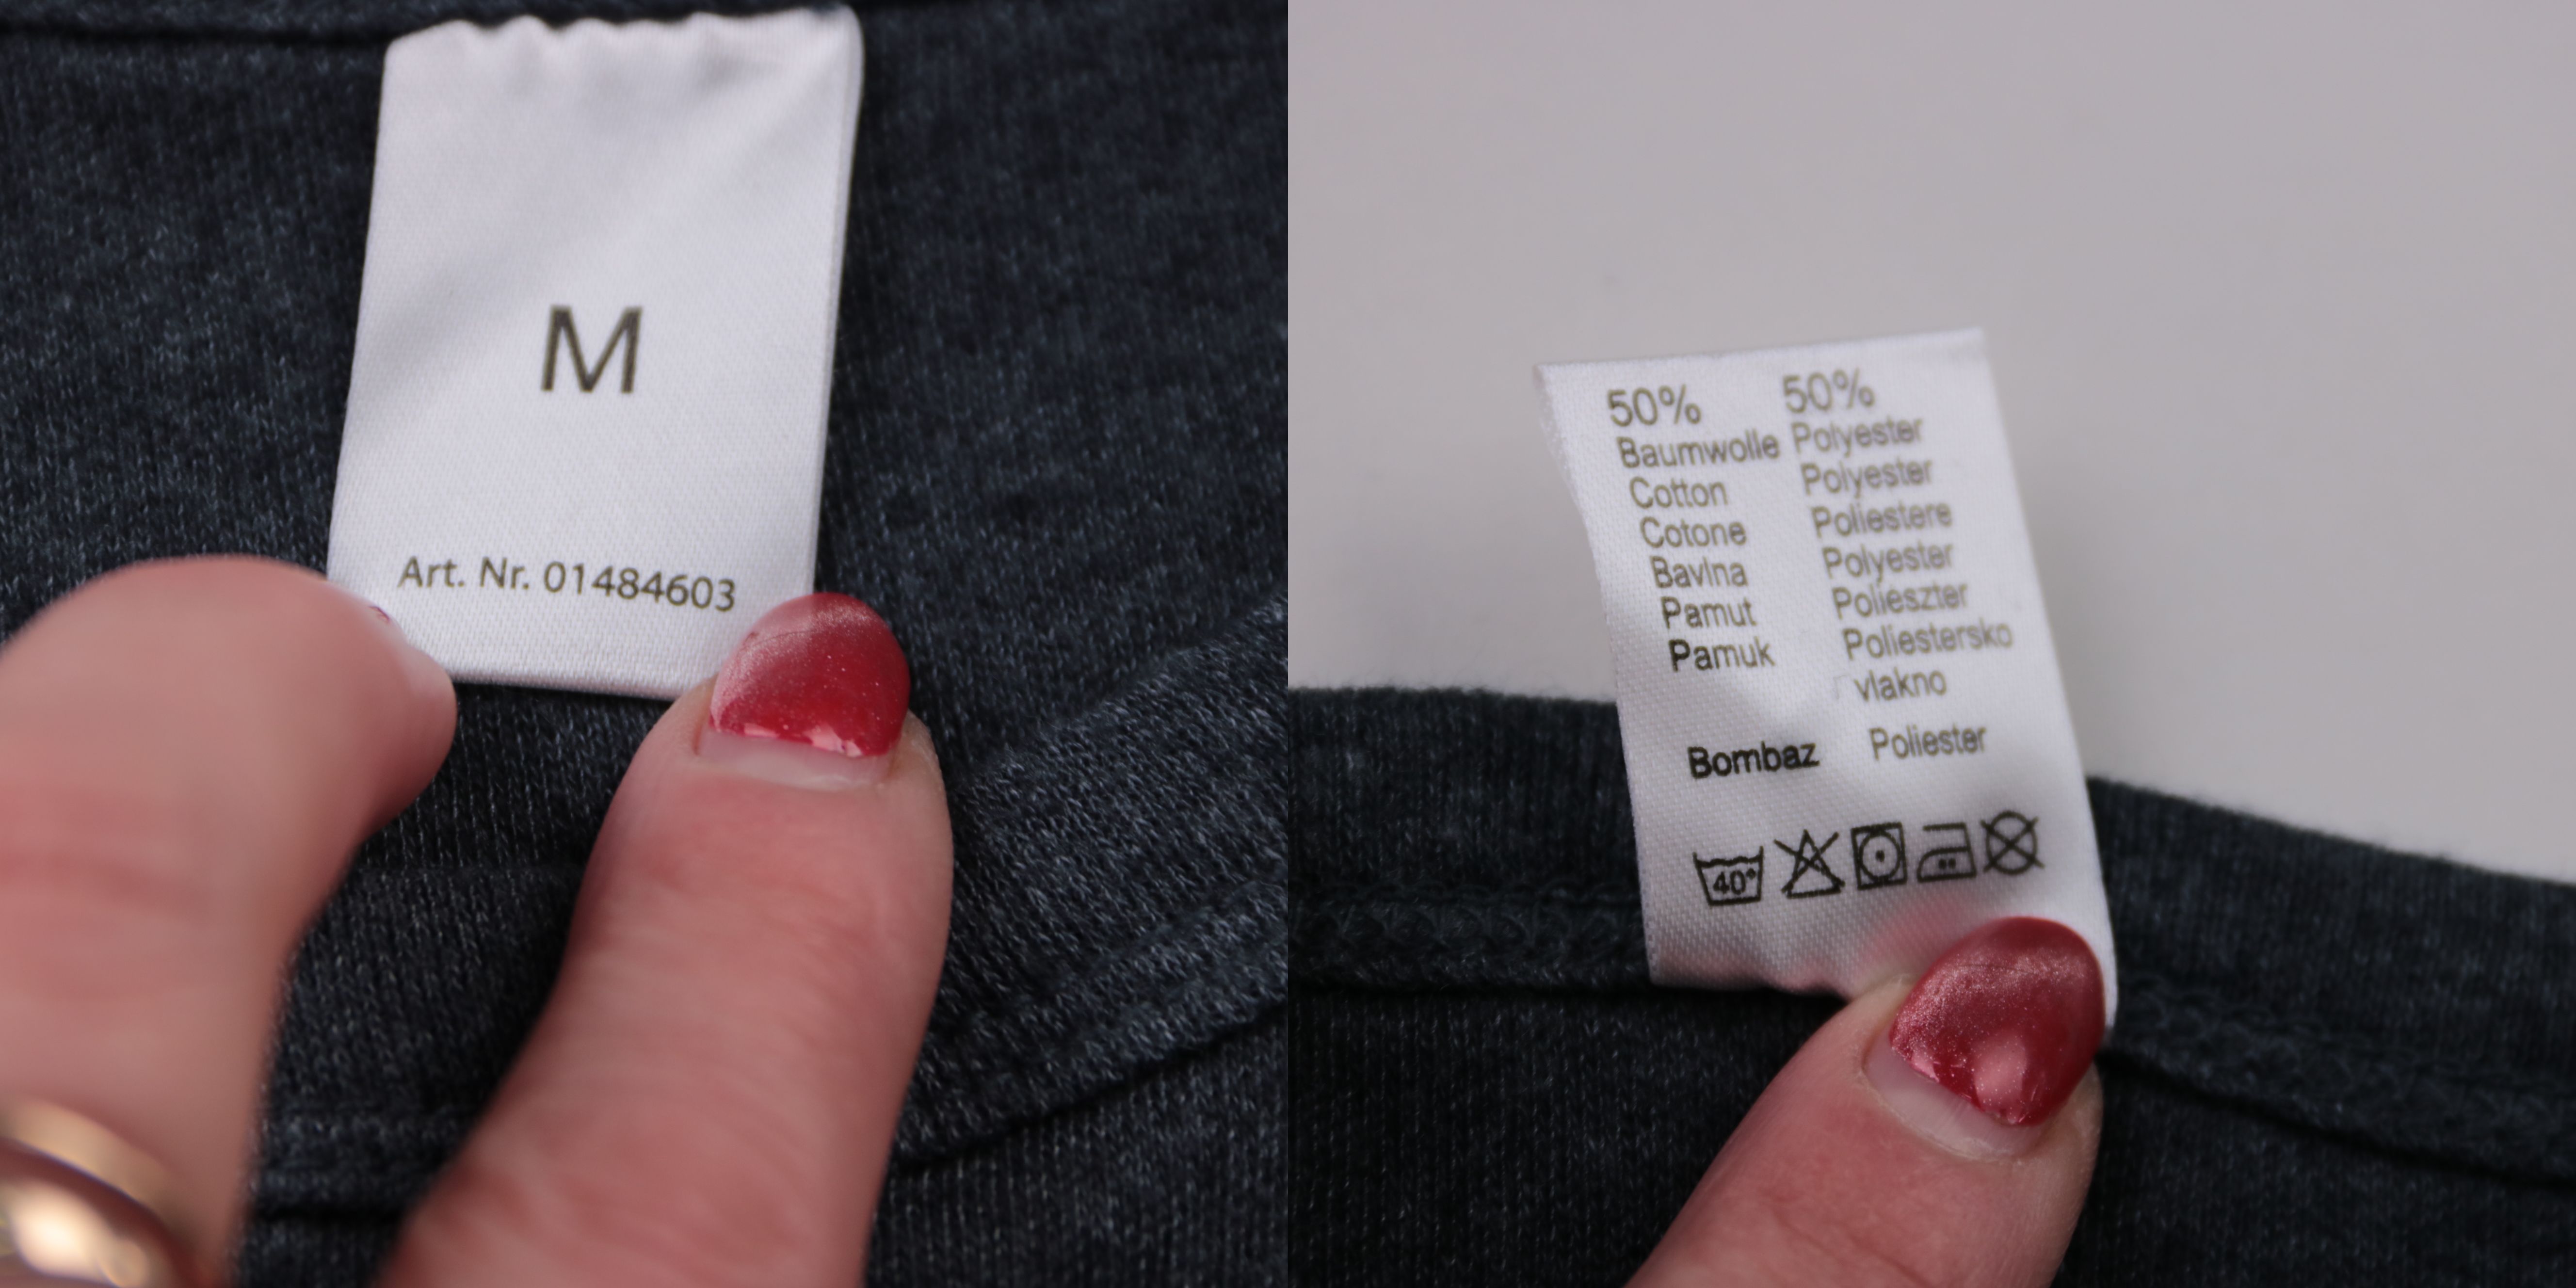 M
Art. Nr. 01484603
50% 50%
Baumwolle Polyester
Cotton Polyester
Cotone Poliestere
Bavlna Polyester
Pamut Polieszter
Pamuk Poliestersko
vlakno
Bombaz Poliester
40°